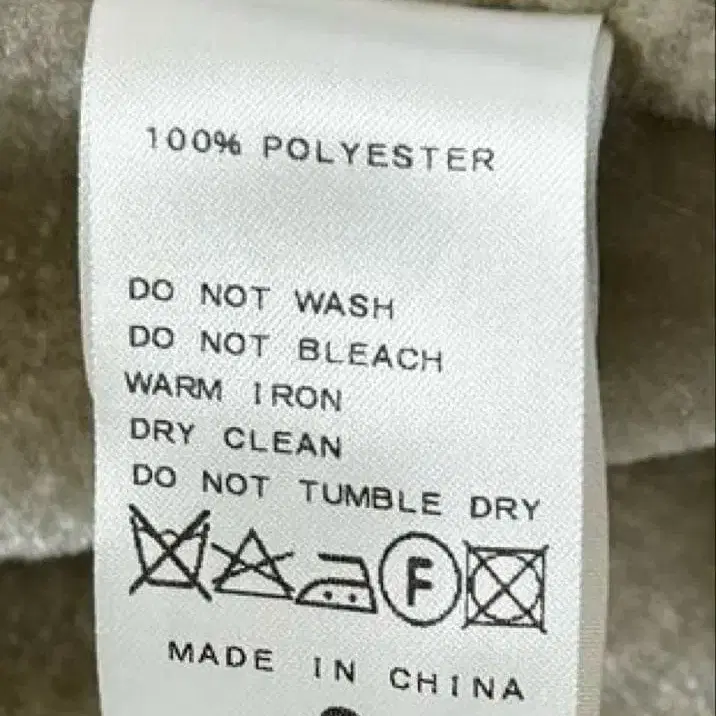 100% POLYESTER
DO NOT WASH
DO NOT BLEACH
WARM IRON
DRY CLEAN
DO NOT TUMBLE DRY
F
MADE IN CHINA